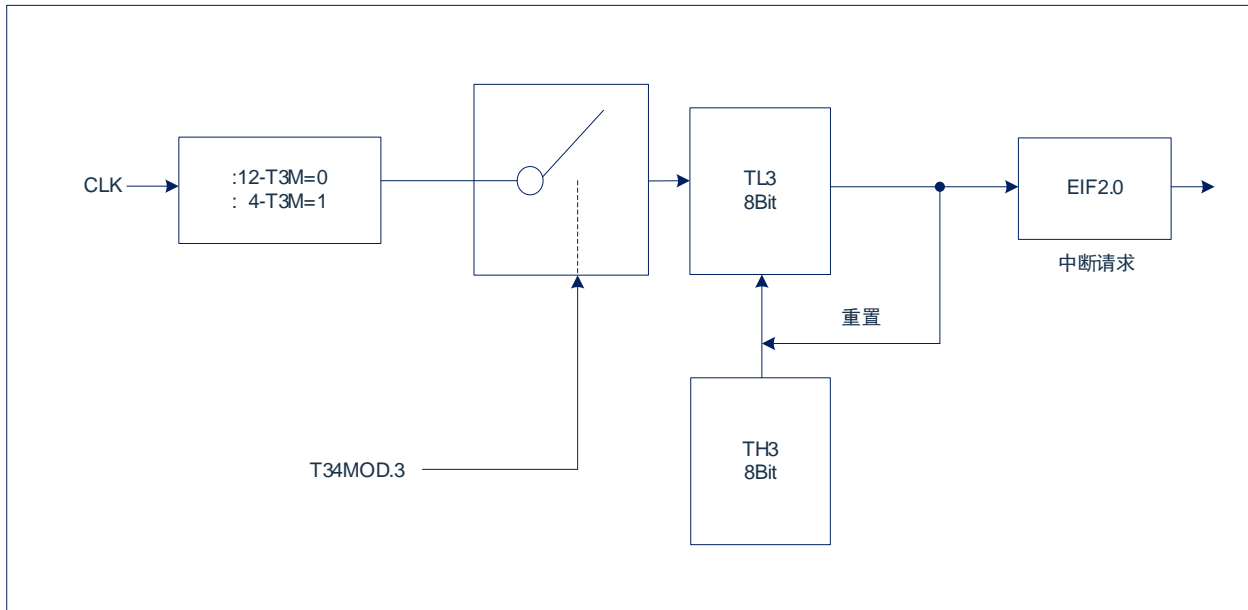 CLK
:12-T3M=0
: 4-T3M=1
TL3
8Bit
EIF2.0
中断请求
重置
TH3
8Bit
T34MOD.3